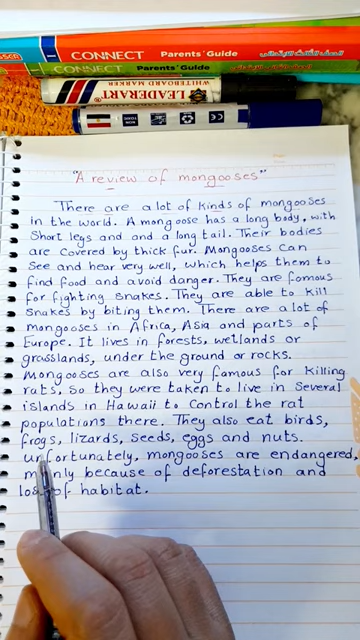 CONNECT Parents' Guide
CONNECT Parents' Guide
LEADERART WHITEBOARD MARKER
"A review of mongooses"
There are a lot of kinds of mongooses
in the world. A mongoose has a long body, with
short legs and and a long tail. Their bodies
are covered by thick fur. Mongooses can
see and hear very well, which helps them to
find food and avoid danger. They are famous
for fighting snakes. They are able to kill
snakes by biting them. There are a lot of
mongooses in Africa, Asia and parts of
Europe. It lives in forests, wetlands or
grasslands, under the ground or rocks.
Mongooses are also very famous for killing
rats, so they were taken to live in several
islands in Hawaii to control the rat
populations there. They also eat birds,
frogs, lizards, seeds, eggs and nuts.
Unfortunately, mongooses are endangered,
mainly because of deforestation and
loss of habitat.